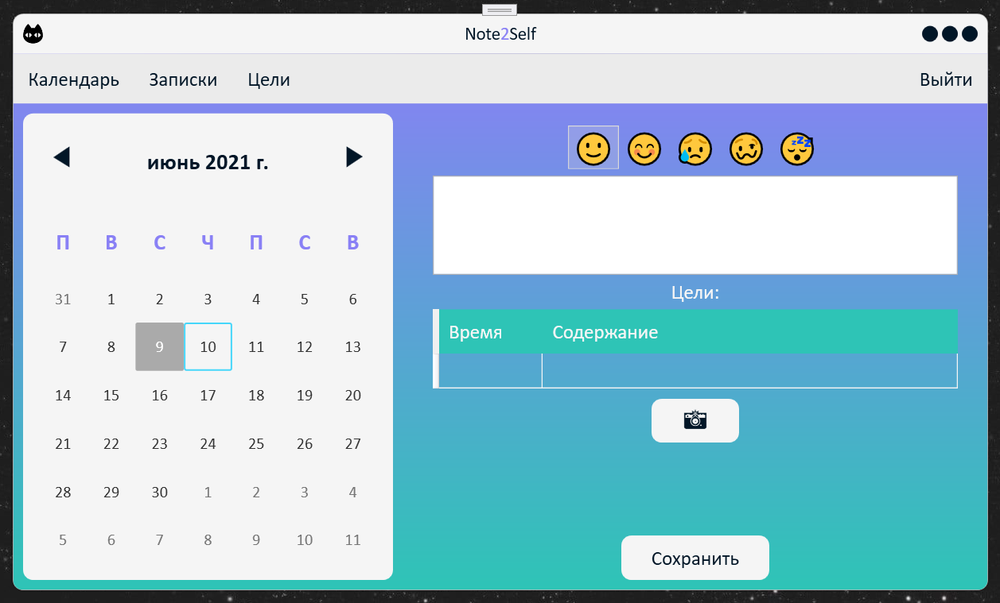 Note2Self
Календарь Записки Цели Выйти
июнь 2021 г.
П В С Ч П С В
31 1 2 3 4 5 6
7 8 9 10 11 12 13
14 15 16 17 18 19 20
21 22 23 24 25 26 27
28 29 30 1 2 3 4
5 6 7 8 9 10 11
Цели:
Время Содержание
Сохранить